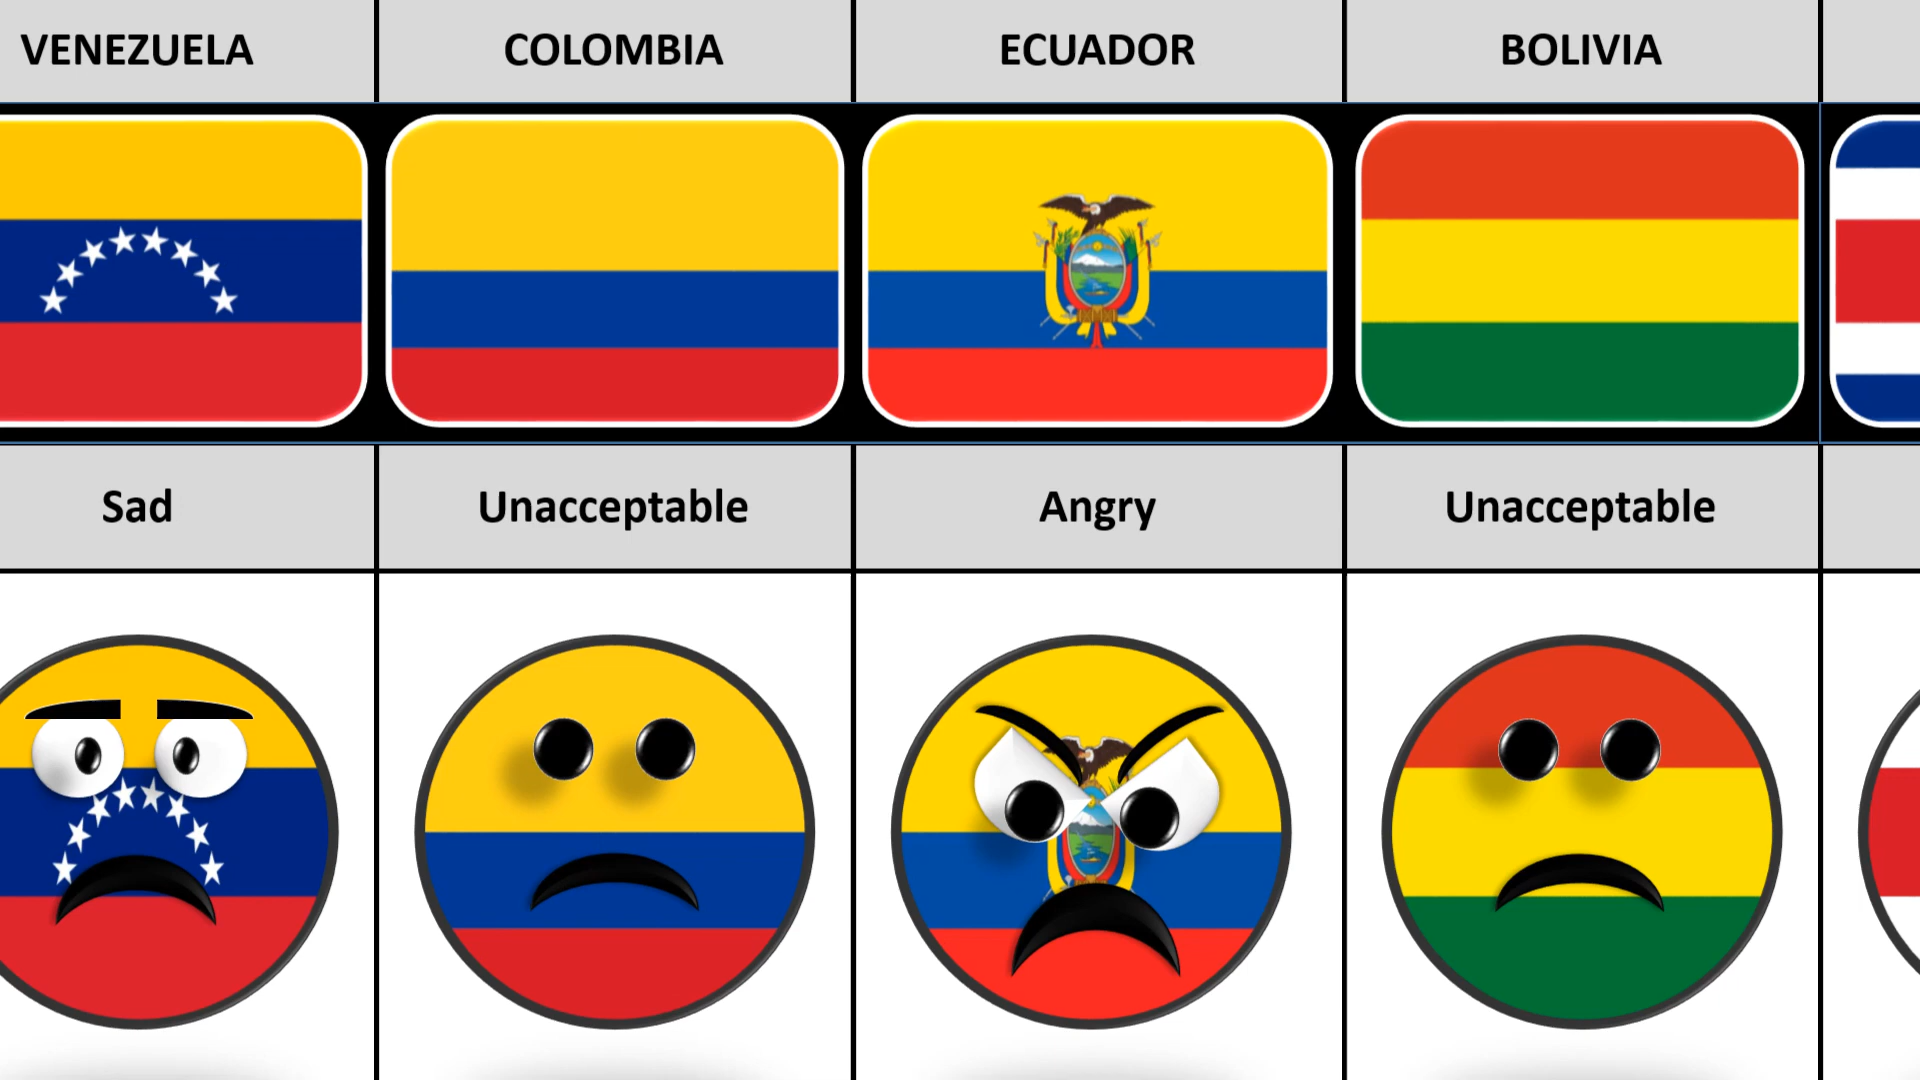 VENEZUELA
COLOMBIA
ECUADOR
BOLIVIA
Sad
Unacceptable
Angry
Unacceptable